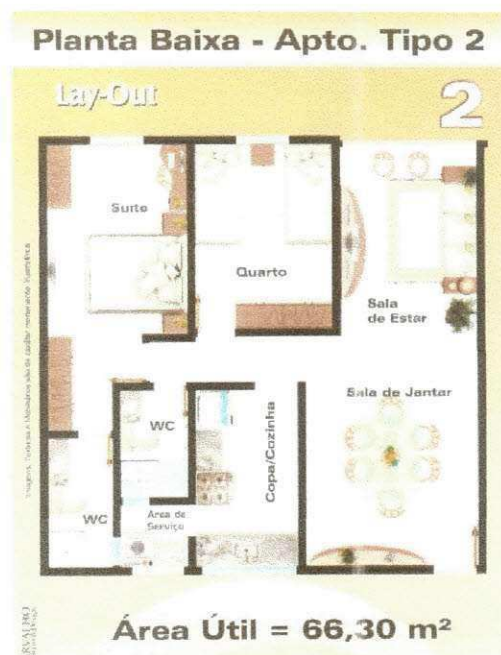 Planta Baixa - Apto. Tipo 2
Lay-Out
2
Suite
Quarto
Sala
de Estar
Sala de Jantar
WC
Copa/Cozinha
WC
Área de
Serviço
Área Útil = 66,30 m²